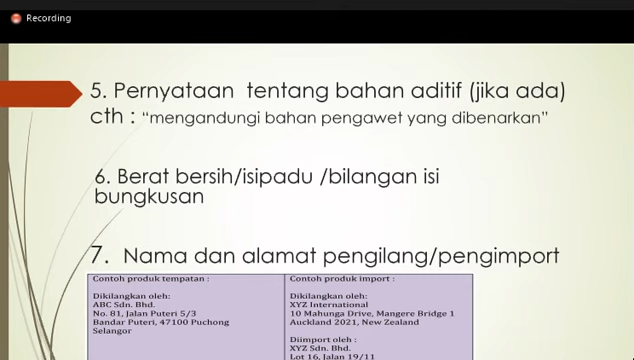 Recording
5. Pernyataan tentang bahan aditif (jika ada)
cth : "mengandungi bahan pengawet yang dibenarkan"
6. Berat bersih/isipadu /bilangan isi
bungkusan
7. Nama dan alamat pengilang/pengimport
Contoh produk tempatan :
Dikilangkan oleh:
ABC Sdn. Bhd.
No. 81, Jalan Puteri 5/3
Bandar Puteri, 47100 Puchong
Selangor
Contoh produk import :
Dikilangkan oleh:
XYZ International
10 Mahunga Drive, Mangere Bridge 1
Auckland 2021, New Zealand
Diimport oleh :
XYZ Sdn. Bhd.
Lot 16, Jalan 19/11